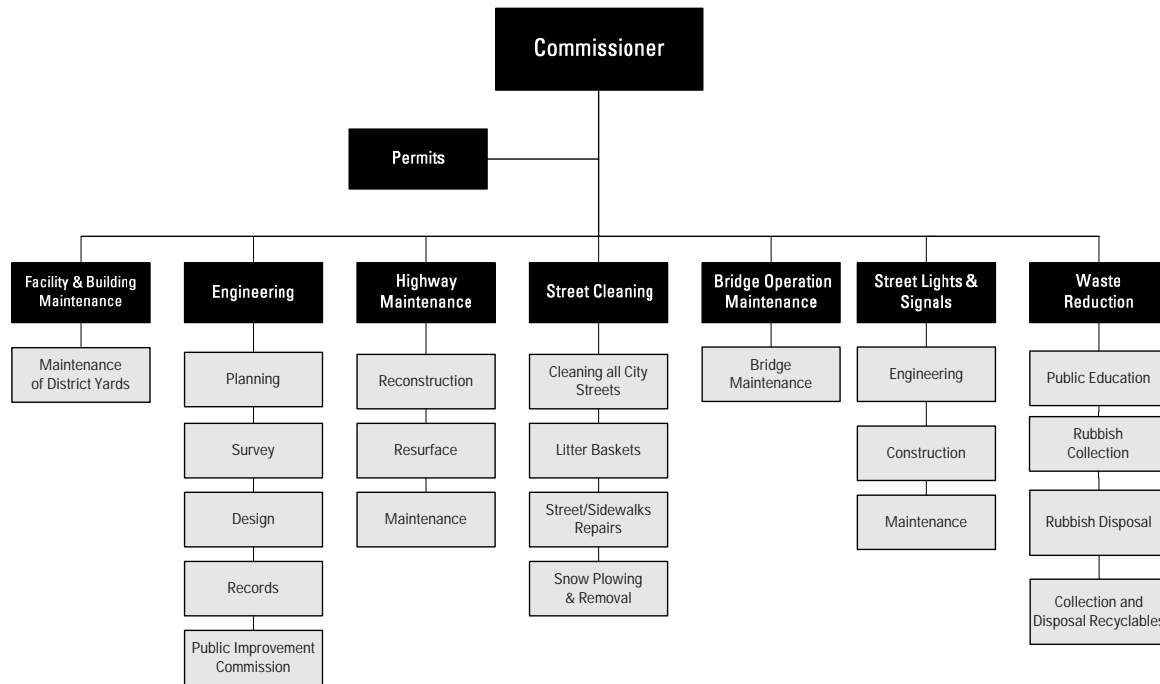 Commissioner
Permits
Facility & Building
Maintenance
Engineering
Highway
Maintenance
Street Cleaning
Bridge Operation
Maintenance
Street Lights &
Signals
Waste
Reduction
Maintenance
of District Yards
Planning
Survey
Design
Records
Public Improvement
Commission
Reconstruction
Resurface
Maintenance
Cleaning all City
Streets
Litter Baskets
Street/Sidewalks
Repairs
Snow Plowing
& Removal
Bridge
Maintenance
Engineering
Construction
Maintenance
Public Education
Rubbish
Collection
Rubbish Disposal
Collection and
Disposal Recyclables